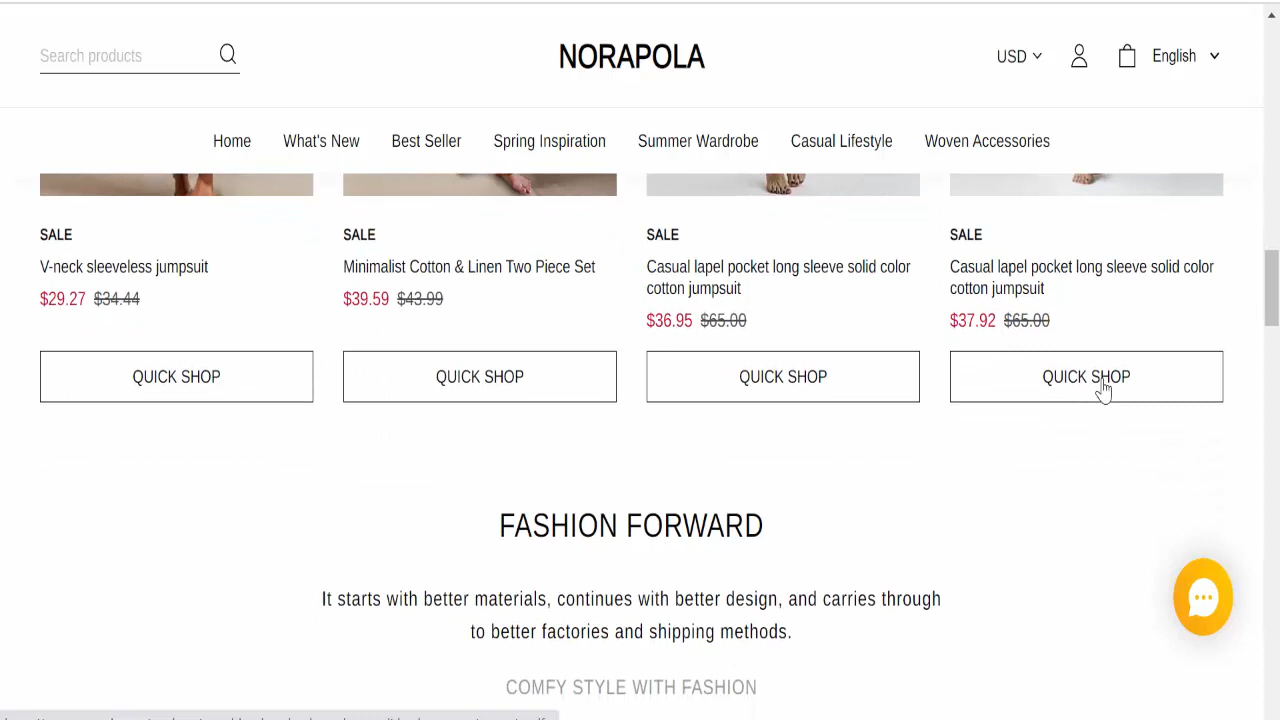 Search products
NORAPOLA
USD
English
Home What's New Best Seller Spring Inspiration Summer Wardrobe Casual Lifestyle Woven Accessories
SALE
V-neck sleeveless jumpsuit
$29.27 $34.44
QUICK SHOP
SALE
Minimalist Cotton & Linen Two Piece Set
$39.59 $43.99
QUICK SHOP
SALE
Casual lapel pocket long sleeve solid color
cotton jumpsuit
$36.95 $65.00
QUICK SHOP
SALE
Casual lapel pocket long sleeve solid color
cotton jumpsuit
$37.92 $65.00
QUICK SHOP
FASHION FORWARD
It starts with better materials, continues with better design, and carries through
to better factories and shipping methods.
COMFY STYLE WITH FASHION